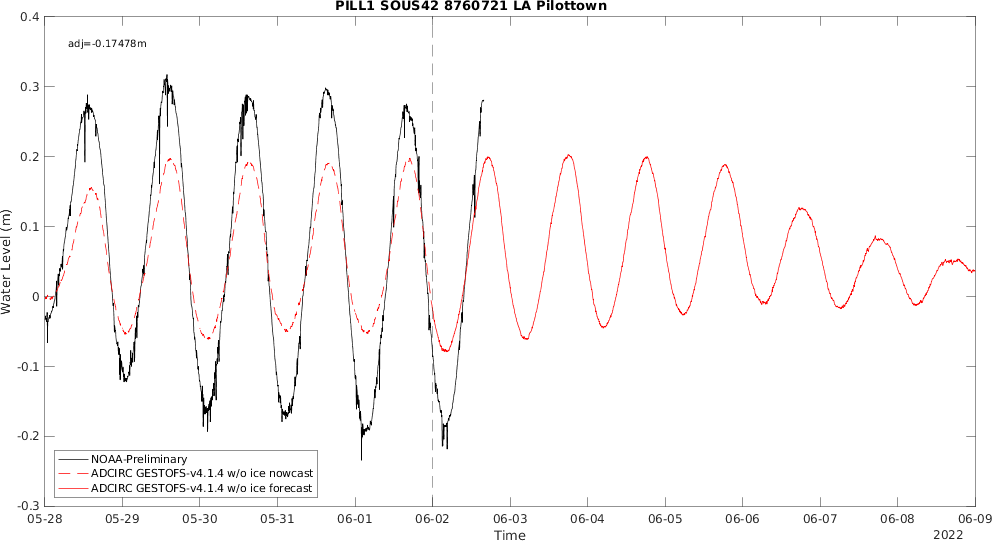 PILL1 SOUS42 8760721 LA Pilottown
adj=-0.17478m
Water Level (m)
0.4
0.3
0.2
0.1
0
-0.1
-0.2
-0.3
NOAA-Preliminary
ADCIRC GESTOFS-v4.1.4 w/o ice nowcast
ADCIRC GESTOFS-v4.1.4 w/o ice forecast
05-28 05-29 05-30 05-31 06-01 06-02 06-03 06-04 06-05 06-06 06-07 06-08 06-09
Time
2022